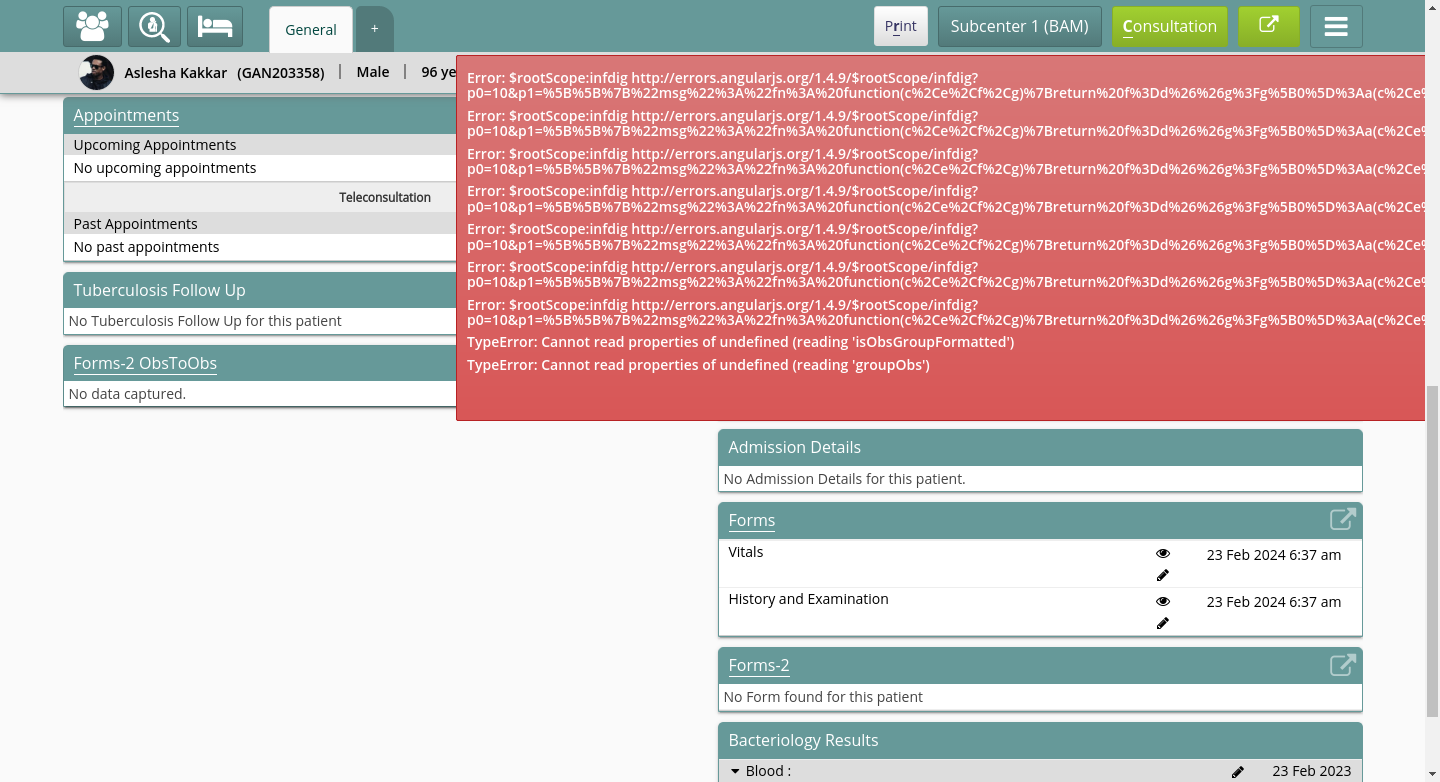 General
+
Print
Subcenter 1 (BAM)
Consultation
Aslesha Kakkar (GAN203358) | Male | 96 ye
Error: $rootScope:infdig http://errors.angularjs.org/1.4.9/$rootScope/infdig?
p0=10&p1=%5B%5B%7B%22msg%22%3A%22fn%3A%20function(c%2Ce%2Cf%2Cg)%7Breturn%20f%3Dd%26%26g%3Fg%5B0%5D%3Aa(c%2Ce%
Error: $rootScope:infdig http://errors.angularjs.org/1.4.9/$rootScope/infdig?
p0=10&p1=%5B%5B%7B%22msg%22%3A%22fn%3A%20function(c%2Ce%2Cf%2Cg)%7Breturn%20f%3Dd%26%26g%3Fg%5B0%5D%3Aa(c%2Ce%
Error: $rootScope:infdig http://errors.angularjs.org/1.4.9/$rootScope/infdig?
p0=10&p1=%5B%5B%7B%22msg%22%3A%22fn%3A%20function(c%2Ce%2Cf%2Cg)%7Breturn%20f%3Dd%26%26g%3Fg%5B0%5D%3Aa(c%2Ce%
Error: $rootScope:infdig http://errors.angularjs.org/1.4.9/$rootScope/infdig?
p0=10&p1=%5B%5B%7B%22msg%22%3A%22fn%3A%20function(c%2Ce%2Cf%2Cg)%7Breturn%20f%3Dd%26%26g%3Fg%5B0%5D%3Aa(c%2Ce%
Error: $rootScope:infdig http://errors.angularjs.org/1.4.9/$rootScope/infdig?
p0=10&p1=%5B%5B%7B%22msg%22%3A%22fn%3A%20function(c%2Ce%2Cf%2Cg)%7Breturn%20f%3Dd%26%26g%3Fg%5B0%5D%3Aa(c%2Ce%
Error: $rootScope:infdig http://errors.angularjs.org/1.4.9/$rootScope/infdig?
p0=10&p1=%5B%5B%7B%22msg%22%3A%22fn%3A%20function(c%2Ce%2Cf%2Cg)%7Breturn%20f%3Dd%26%26g%3Fg%5B0%5D%3Aa(c%2Ce%
Error: $rootScope:infdig http://errors.angularjs.org/1.4.9/$rootScope/infdig?
p0=10&p1=%5B%5B%7B%22msg%22%3A%22fn%3A%20function(c%2Ce%2Cf%2Cg)%7Breturn%20f%3Dd%26%26g%3Fg%5B0%5D%3Aa(c%2Ce%
TypeError: Cannot read properties of undefined (reading 'isObsGroupFormatted')
TypeError: Cannot read properties of undefined (reading 'groupObs')
Appointments
Upcoming Appointments
No upcoming appointments
Teleconsultation
Past Appointments
No past appointments
Tuberculosis Follow Up
No Tuberculosis Follow Up for this patient
Forms-2 ObsToObs
No data captured.
Admission Details
No Admission Details for this patient.
Forms
Vitals 23 Feb 2024 6:37 am
History and Examination 23 Feb 2024 6:37 am
Forms-2
No Form found for this patient
Bacteriology Results
Blood : 23 Feb 2023